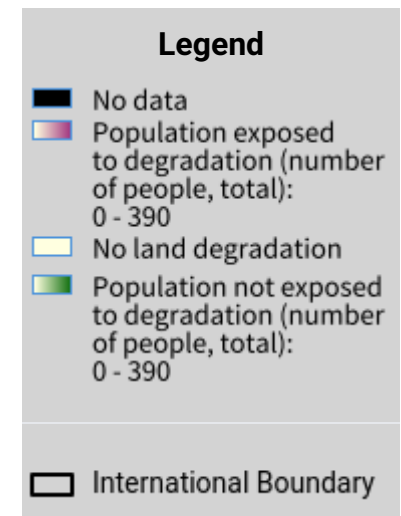 Legend
No data
Population exposed
to degradation (number
of people, total):
0 - 390
No land degradation
Population not exposed
to degradation (number
of people, total):
0 - 390
International Boundary